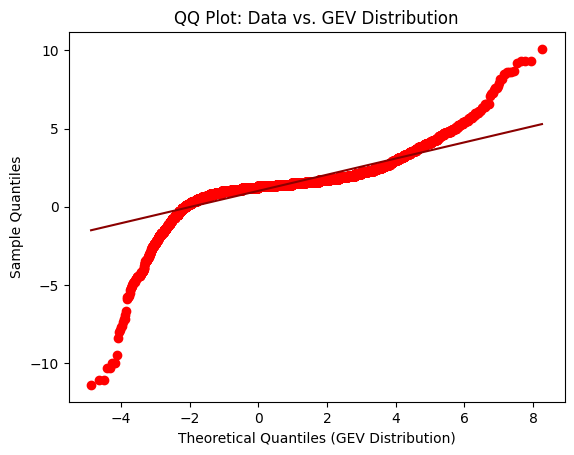 QQ Plot: Data vs. GEV Distribution
10
5
0
−5
−10
Sample Quantiles
−4 −2 0 2 4 6 8
Theoretical Quantiles (GEV Distribution)